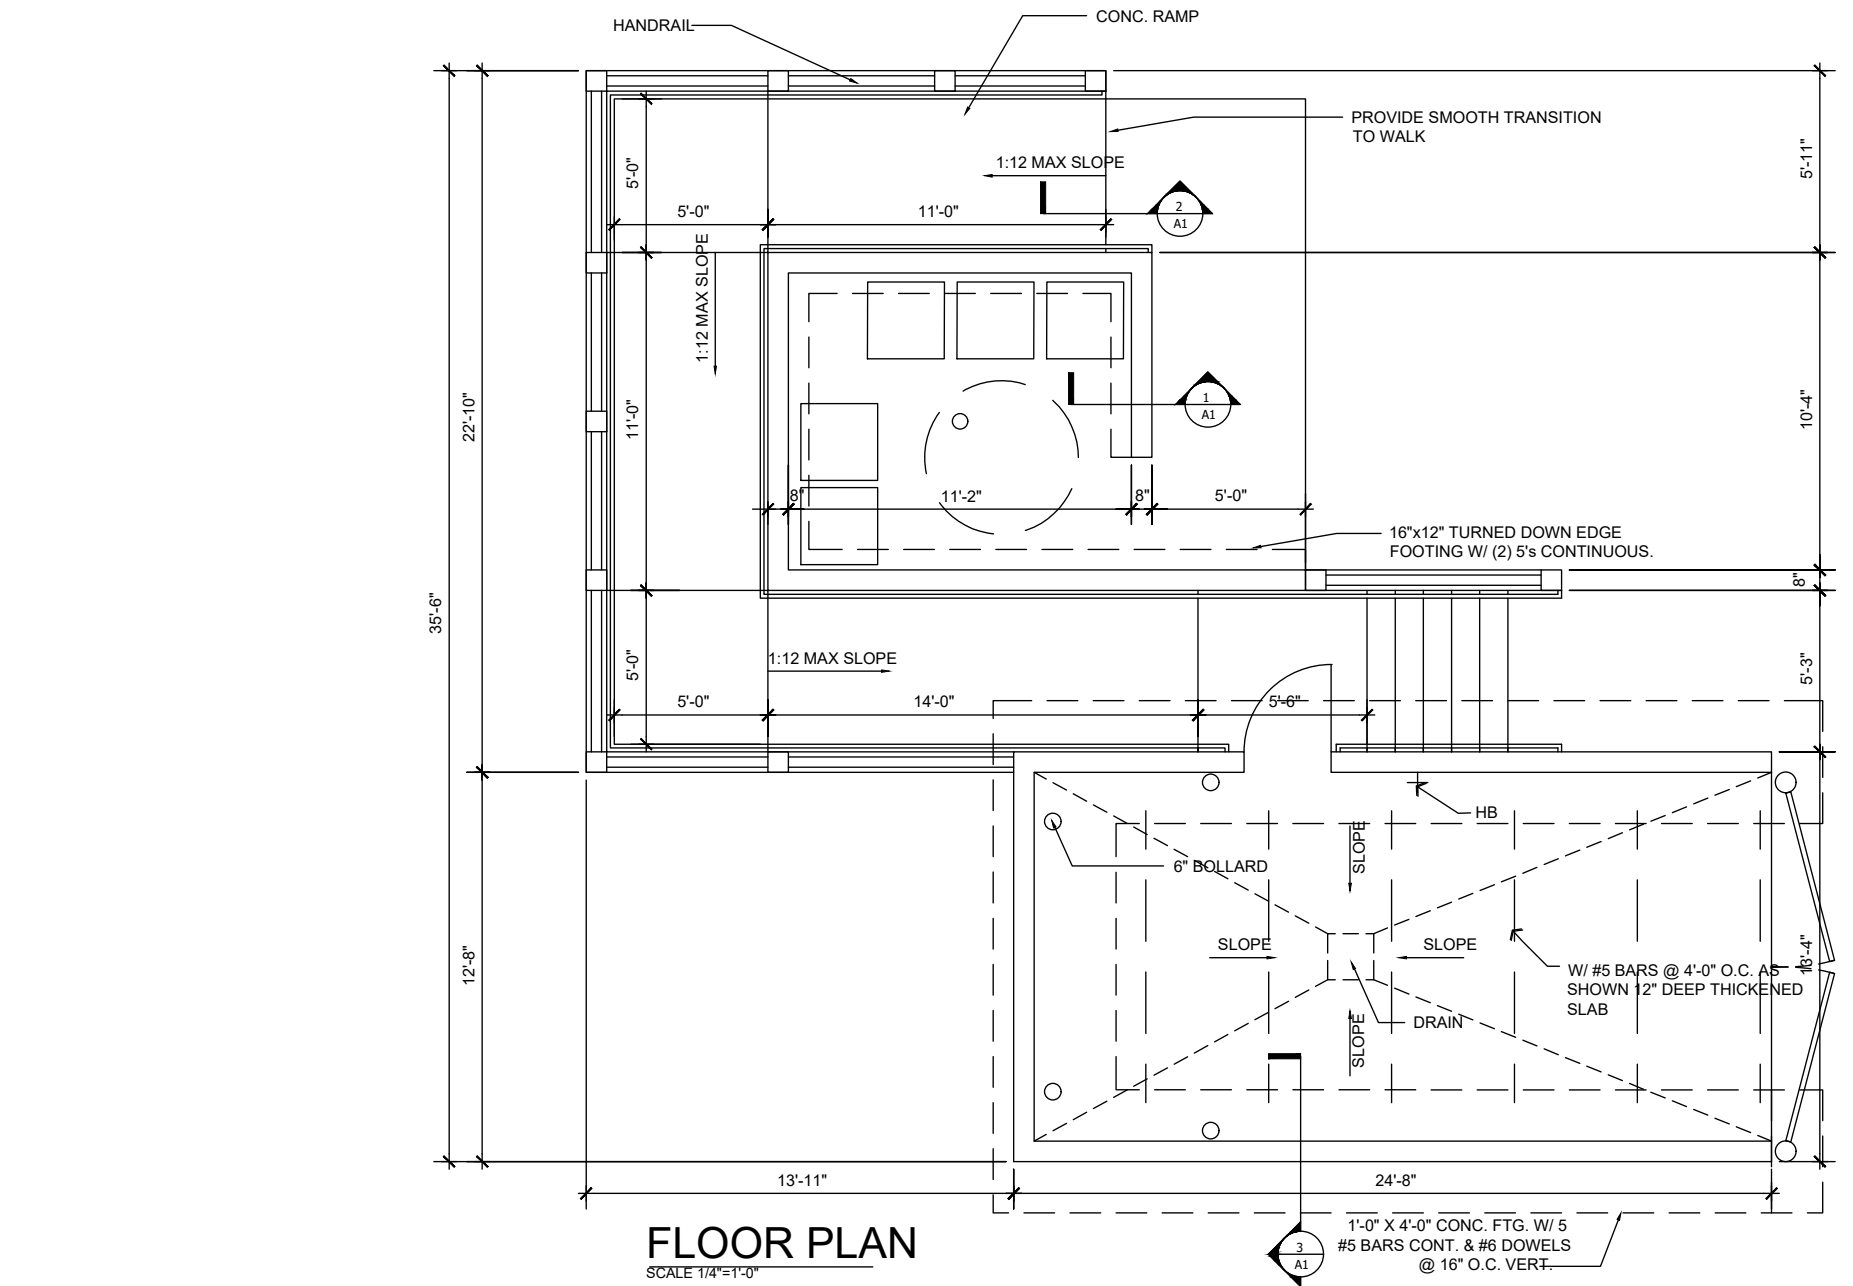 HANDRAIL
CONC. RAMP
PROVIDE SMOOTH TRANSITION
TO WALK
1:12 MAX SLOPE
5'-0"
5'-11"
5'-0"
11'-0"
2
A1
1:12 MAX SLOPE
22'-10"
11'-0"
1
A1
10'-4"
8"
11'-2"
8"
5'-0"
16"x12" TURNED DOWN EDGE
FOOTING W/ (2) 5's CONTINUOUS.
8"
35'-6"
1:12 MAX SLOPE
5'-0"
5'-3"
5'-0"
14'-0"
5'-6"
HB
SLOPE
6" BOLLARD
SLOPE
SLOPE
12'-8"
13'-4"
W/ #5 BARS @ 4'-0" O.C. AS
SHOWN 12" DEEP THICKENED
SLAB
DRAIN
SLOPE
13'-11"
24'-8"
FLOOR PLAN
SCALE 1/4"=1'-0"
3
A1
1'-0" X 4'-0" CONC. FTG. W/ 5
#5 BARS CONT. & #6 DOWELS
@ 16" O.C. VERT.